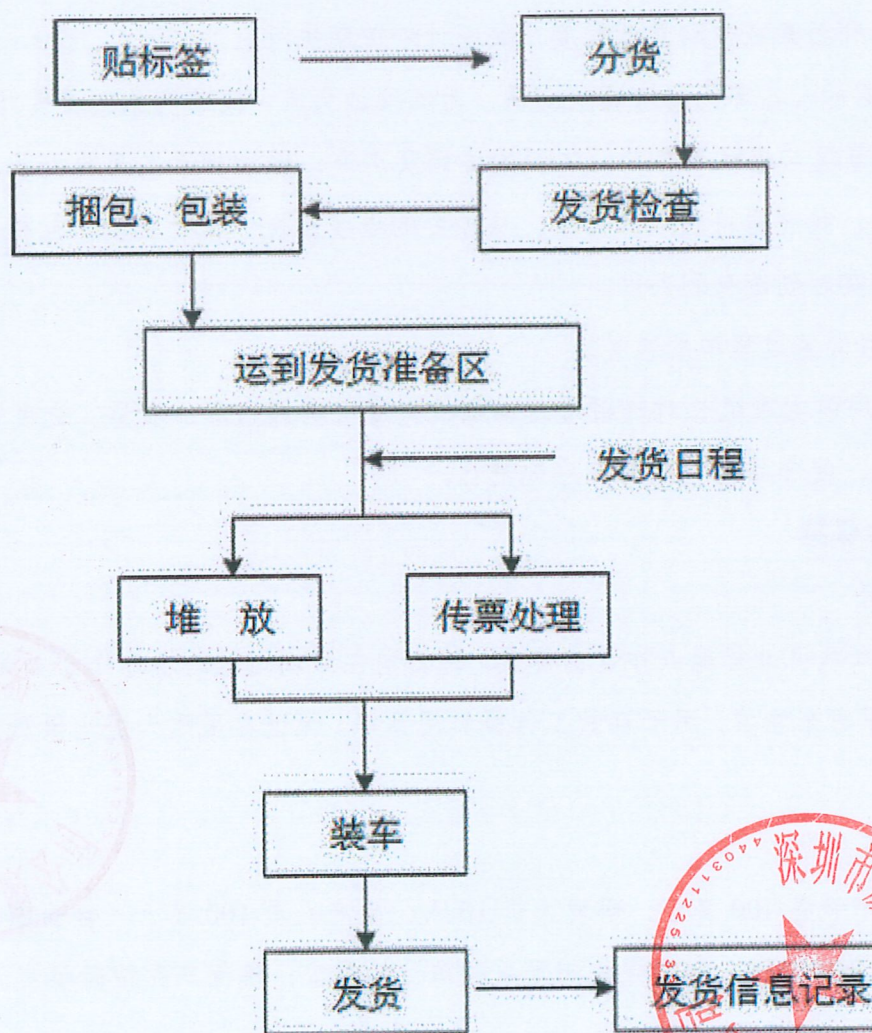 贴标签
分货
捆包、包装
发货检查
运到发货准备区
发货日程
堆 放
传票处理
装车
发货
发货信息记录
深圳市